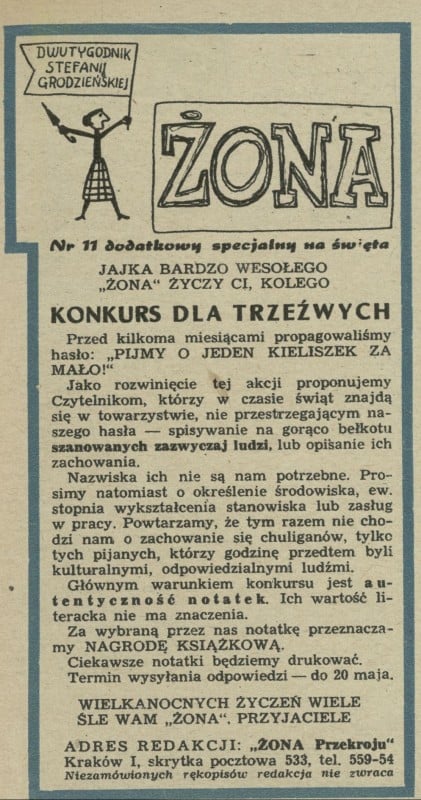 DWUTYGODNIK
STEFANII
GRODZIEŃSKIEJ
ŻONA
Nr 11 dodatkowy specjalny na święta
JAJKA BARDZO WESOŁEGO
„ŻONA“ ŻYCZY CI, KOLEGO
KONKURS DLA TRZEŹWYCH
Przed kilkoma miesiącami propagowaliśmy
hasło: „PIJMY O JEDEN KIELISZEK ZA
MAŁO!“
Jako rozwinięcie tej akcji proponujemy
Czytelnikom, którzy w czasie świąt znajdą
się w towarzystwie, nie przestrzegającym na-
szego hasła — spisywanie na gorąco bełkotu
szanowanych zazwyczaj ludzi, lub opisanie ich
zachowania.
Nazwiska ich nie są nam potrzebne. Pro-
simy natomiast o określenie środowiska, ew.
stopnia wykształcenia stanowiska lub zasług
w pracy. Powtarzamy, że tym razem nie cho-
dzi nam o zachowanie się chuliganów, tylko
tych pijanych, którzy godzinę przedtem byli
kulturalnymi, odpowiedzialnymi ludźmi.
Głównym warunkiem konkursu jest au-
tentyczność notatek. Ich wartość li-
teracka nie ma znaczenia.
Za wybraną przez nas notatkę przeznacza-
my NAGRODĘ KSIĄŻKOWĄ.
Ciekawsze notatki będziemy drukować.
Termin wysyłania odpowiedzi — do 20 maja.
WIELKANOCNYCH ŻYCZEŃ WIELE
ŚLE WAM „ŻONA“, PRZYJACIELE
ADRES REDAKCJI: „ŻONA Przekroju“
Kraków I, skrytka pocztowa 533, tel. 559-54
Niezamówionych rękopisów redakcja nie zwraca